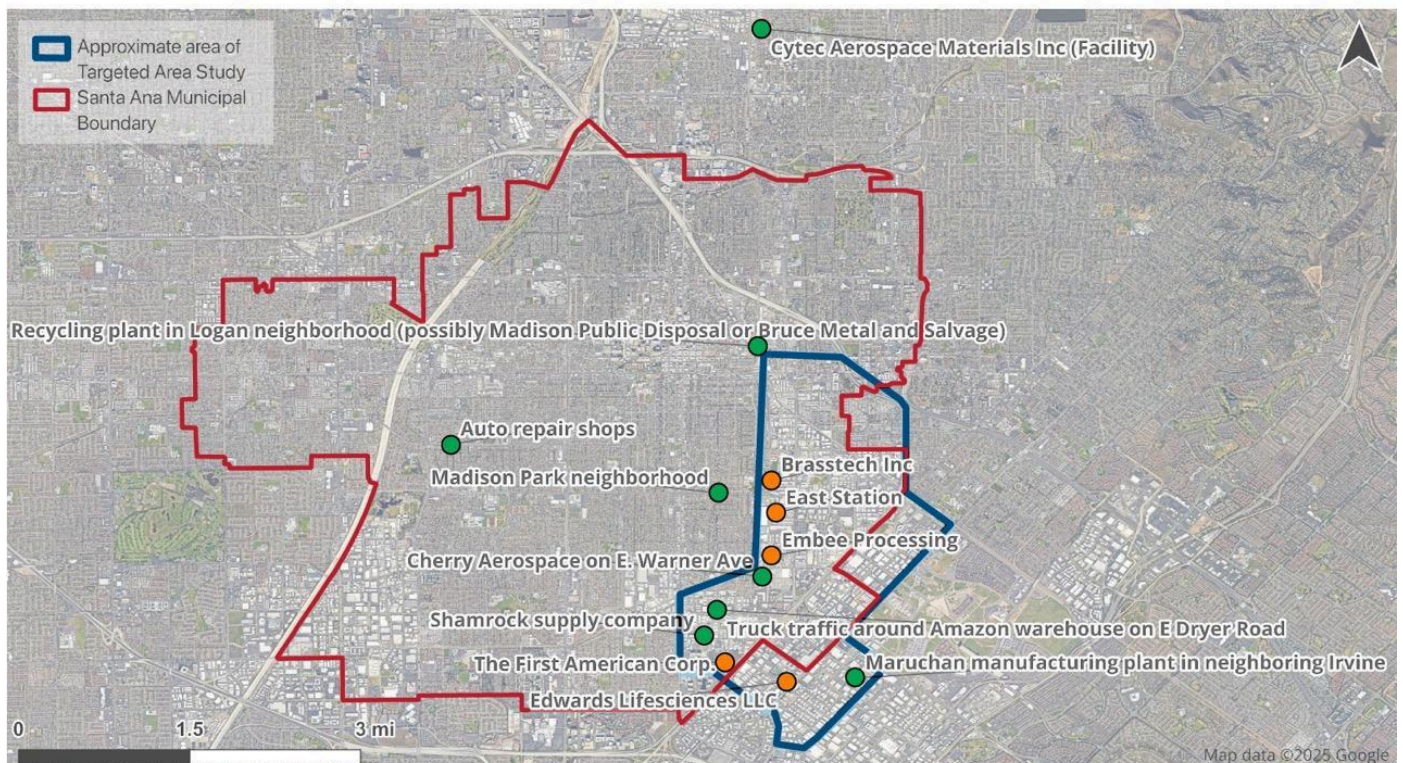 Approximate area of
Targeted Area Study
Santa Ana Municipal
Boundary
Cytec Aerospace Materials Inc (Facility)
Recycling plant in Logan neighborhood (possibly Madison Public Disposal or Bruce Metal and Salvage)
Auto repair shops
Madison Park neighborhood
Brasstech Inc
East Station
Embee Processing
Cherry Aerospace on E. Warner Ave
Shamrock supply company
Truck traffic around Amazon warehouse on E Dryer Road
The First American Corp.
Maruchan manufacturing plant in neighboring Irvine
Edwards Lifesciences LLC
0 1.5 3 mi
Map data ©2025 Google